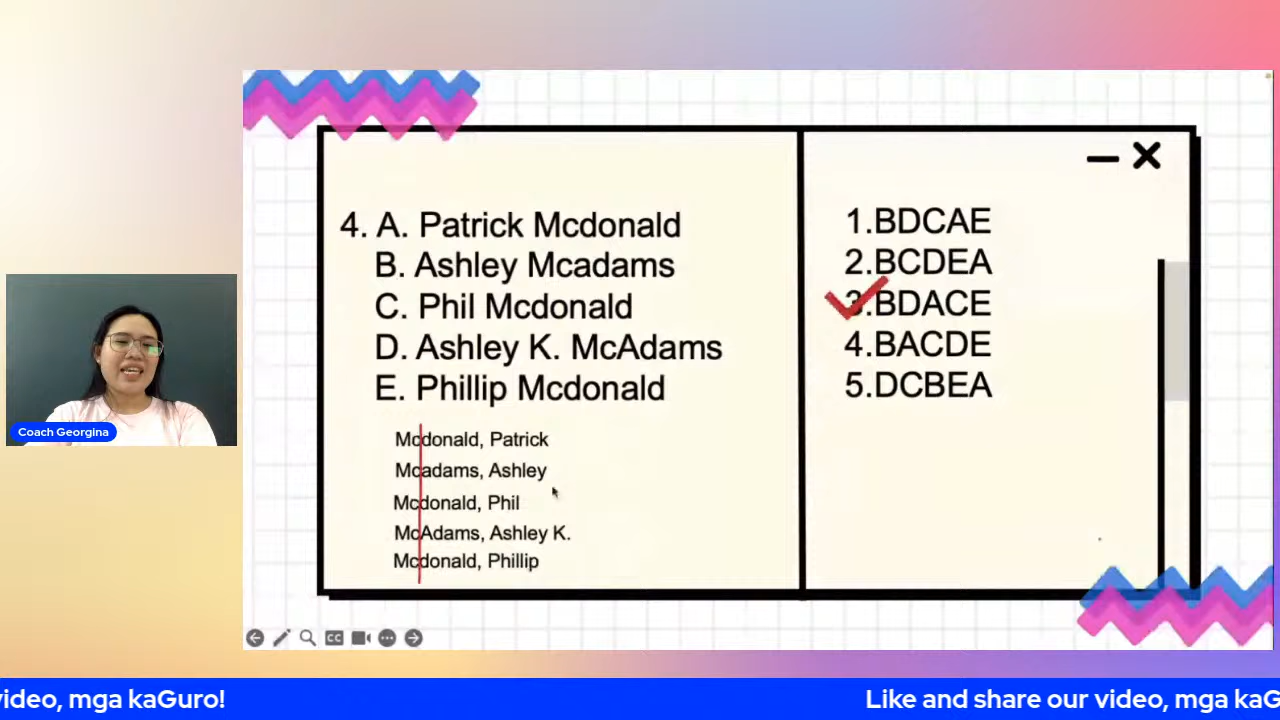 4. A. Patrick Mcdonald
B. Ashley Mcadams
C. Phil Mcdonald
D. Ashley K. McAdams
E. Phillip Mcdonald
Mcdonald, Patrick
Mcadams, Ashley
Mcdonald, Phil
McAdams, Ashley K.
Mcdonald, Phillip
1.BDCAE
2.BCDEA
3.BDACE
4.BACDE
5.DCBEA
Coach Georgina
CC
video, mga kaGuro!
Like and share our video, mga kaG